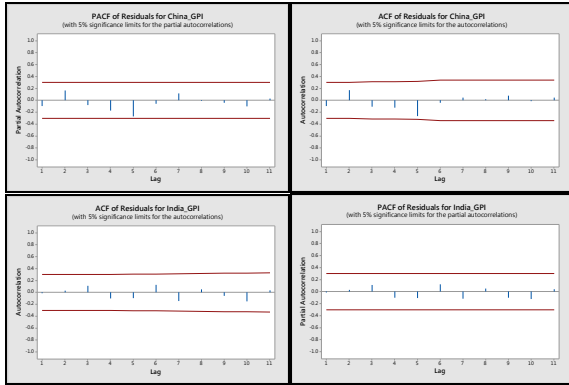 PACF of Residuals for China_GPI
(with 5% significance limits for the partial autocorrelations)
Partial Autocorrelation
1.0
0.8
0.6
0.4
0.2
0.0
-0.2
-0.4
-0.6
-0.8
-1.0
1 2 3 4 5 6 7 8 9 10 11
Lag
ACF of Residuals for China_GPI
(with 5% significance limits for the autocorrelations)
Autocorrelation
1.0
0.8
0.6
0.4
0.2
0.0
-0.2
-0.4
-0.6
-0.8
-1.0
1 2 3 4 5 6 7 8 9 10 11
Lag
ACF of Residuals for India_GPI
(with 5% significance limits for the autocorrelations)
Autocorrelation
1.0
0.8
0.6
0.4
0.2
0.0
-0.2
-0.4
-0.6
-0.8
-1.0
1 2 3 4 5 6 7 8 9 10 11
Lag
PACF of Residuals for India_GPI
(with 5% significance limits for the partial autocorrelations)
Partial Autocorrelation
1.0
0.8
0.6
0.4
0.2
0.0
-0.2
-0.4
-0.6
-0.8
-1.0
1 2 3 4 5 6 7 8 9 10 11
Lag